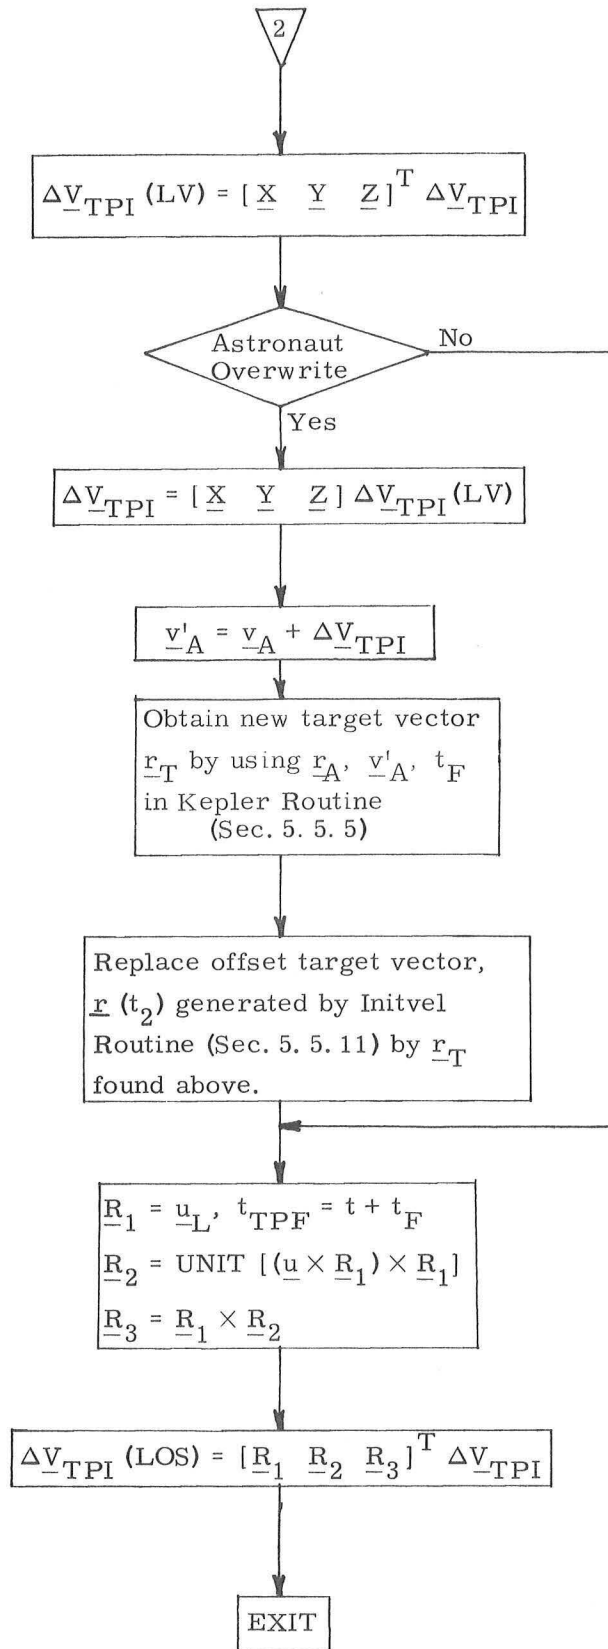 2
ΔV_TPI (LV) = [ X Y Z ]^T ΔV_TPI
Astronaut
Overwrite
No
Yes
ΔV_TPI = [ X Y Z ] ΔV_TPI (LV)
v'_A = v_A + ΔV_TPI
Obtain new target vector
r_T by using r_A, v'_A, t_F
in Kepler Routine
(Sec. 5. 5. 5)
Replace offset target vector,
r (t_2) generated by Initvel
Routine (Sec. 5. 5. 11) by r_T
found above.
R_1 = u_L, t_TPF = t + t_F
R_2 = UNIT [(u × R_1) × R_1]
R_3 = R_1 × R_2
ΔV_TPI (LOS) = [R_1 R_2 R_3]^T ΔV_TPI
EXIT